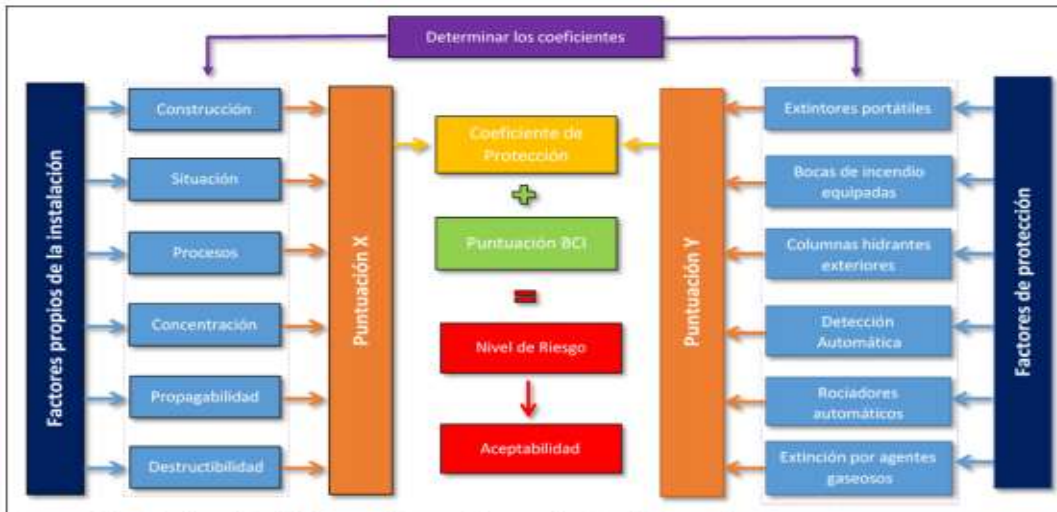 Determinar los coeficientes
Factores propios de la instalación
Construcción
Situación
Procesos
Concentración
Propagabilidad
Destructibilidad
Puntuación X
Coeficiente de
Protección
+
Puntuación BCI
=
Nivel de Riesgo
Aceptabilidad
Puntuación Y
Extintores portátiles
Bocas de incendio
equipadas
Columnas hidrantes
exteriores
Detección
Automática
Rociadores
automáticos
Extinción por agentes
gaseosos
Factores de protección